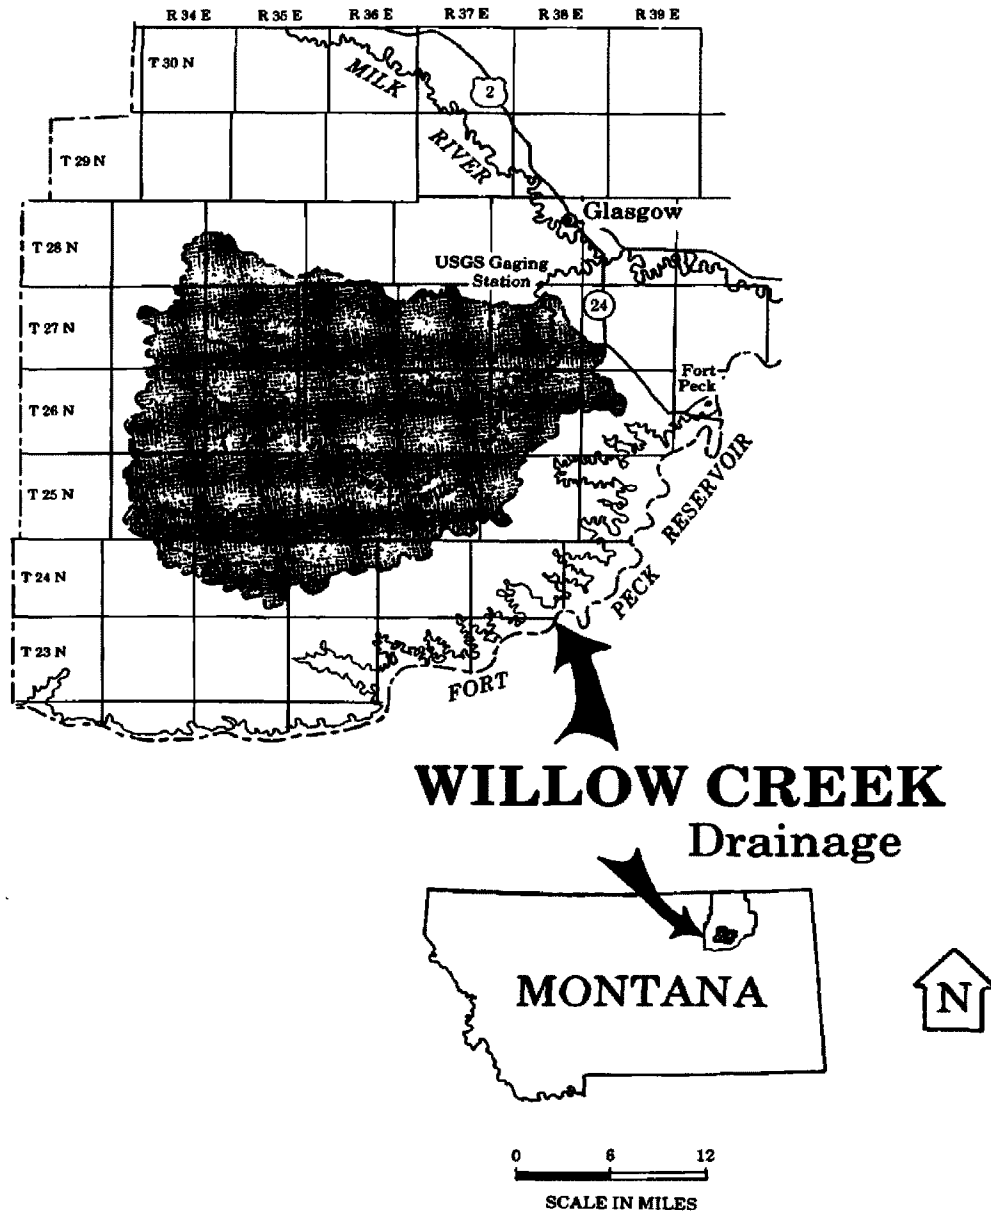 R 34 E R 35 E R 36 E R 37 E R 38 E R 39 E
T 30 N
MILK
2
T 29 N
RIVER
Glasgow
T 28 N
USGS Gaging
Station
24
T 27 N
Fort
Peck
T 26 N
T 25 N
RESERVOIR
T 24 N
PECK
T 23 N
FORT
WILLOW CREEK
Drainage
MONTANA
N
0 6 12
SCALE IN MILES